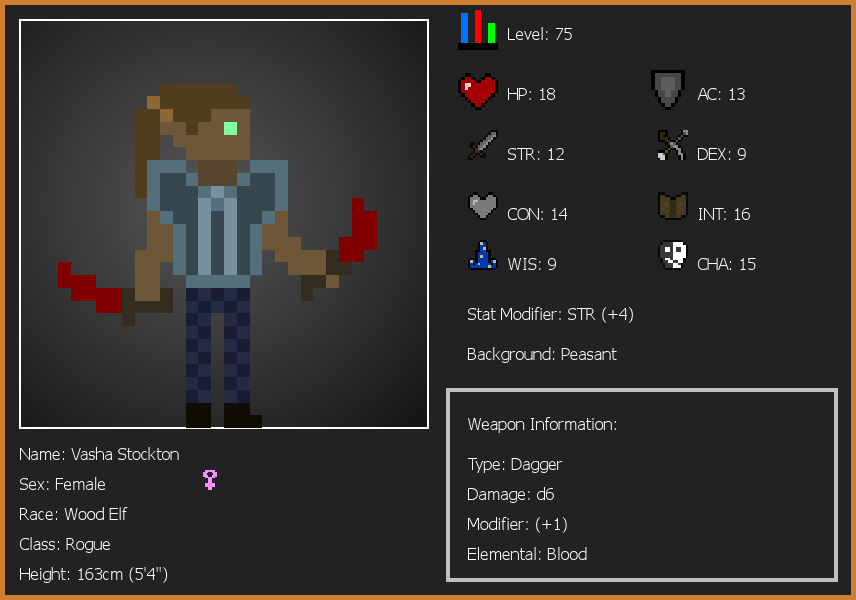 Level: 75
HP: 18
AC: 13
STR: 12
DEX: 9
CON: 14
INT: 16
WIS: 9
CHA: 15
Stat Modifier: STR (+4)
Background: Peasant
Weapon Information:
Type: Dagger
Damage: d6
Modifier: (+1)
Elemental: Blood
Name: Vasha Stockton
Sex: Female
Race: Wood Elf
Class: Rogue
Height: 163cm (5'4")